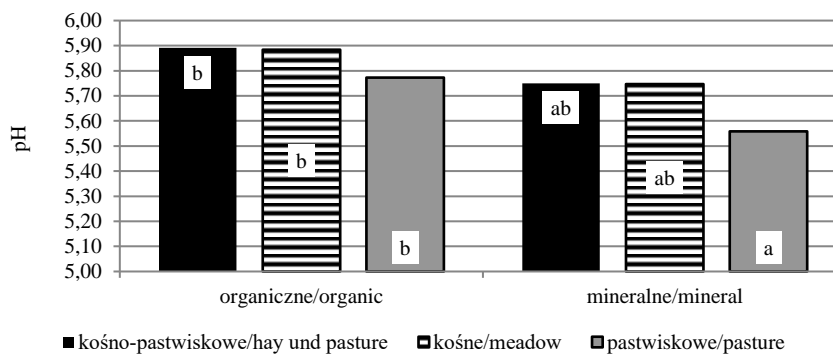 6,00
5,90
5,80
5,70
5,60
5,50
5,40
5,30
5,20
5,10
5,00
pH
b
b
b
ab
ab
a
organiczne/organic
mineralne/mineral
kośno-pastwiskowe/hay und pasture
kośne/meadow
pastwiskowe/pasture